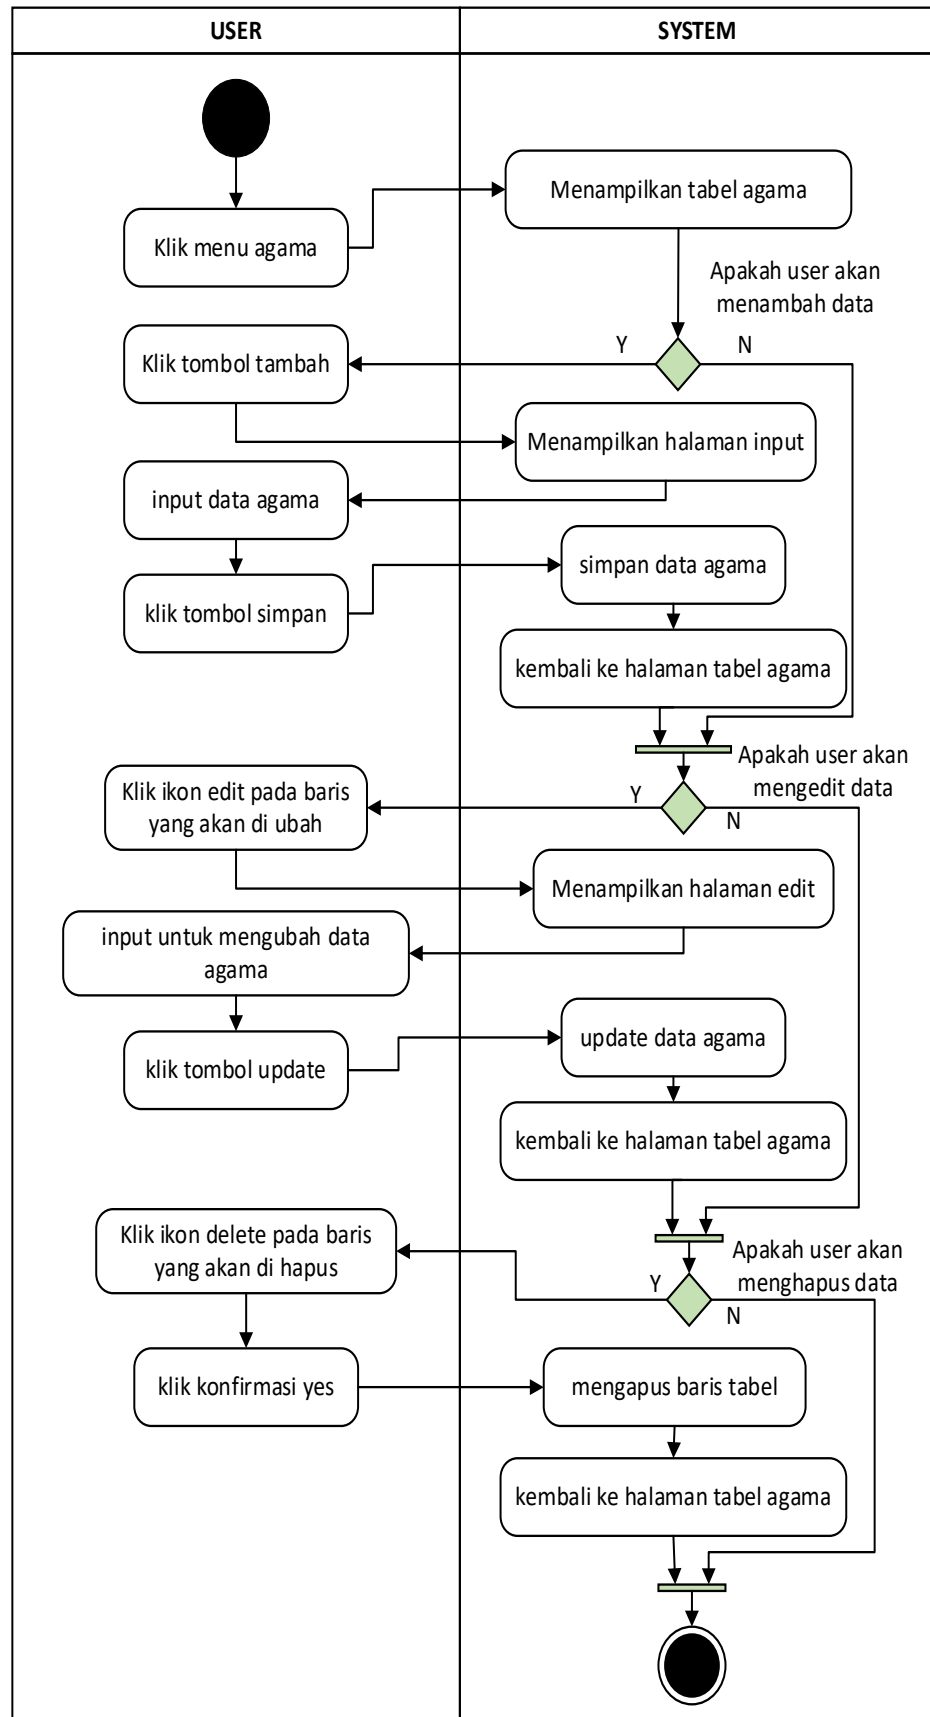 USER
SYSTEM
Menampilkan tabel agama
Klik menu agama
Apakah user akan
menambah data
Y
N
Klik tombol tambah
Menampilkan halaman input
input data agama
simpan data agama
klik tombol simpan
kembali ke halaman tabel agama
Apakah user akan
mengedit data
Y
N
Klik ikon edit pada baris
yang akan di ubah
Menampilkan halaman edit
input untuk mengubah data
agama
update data agama
klik tombol update
kembali ke halaman tabel agama
Klik ikon delete pada baris
yang akan di hapus
Apakah user akan
menghapus data
Y
N
klik konfirmasi yes
mengapus baris tabel
kembali ke halaman tabel agama